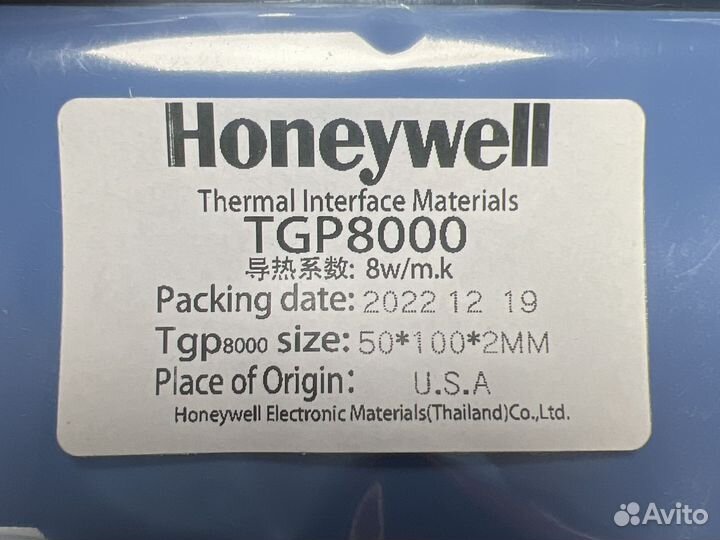 Honeywell
Thermal Interface Materials
TGP8000
导热系数: 8w/m.k
Packing date: 2022 12 19
Tgp8000 size: 50*100*2MM
Place of Origin: U.S.A
Honeywell Electronic Materials(Thailand)Co.,Ltd.
Avito